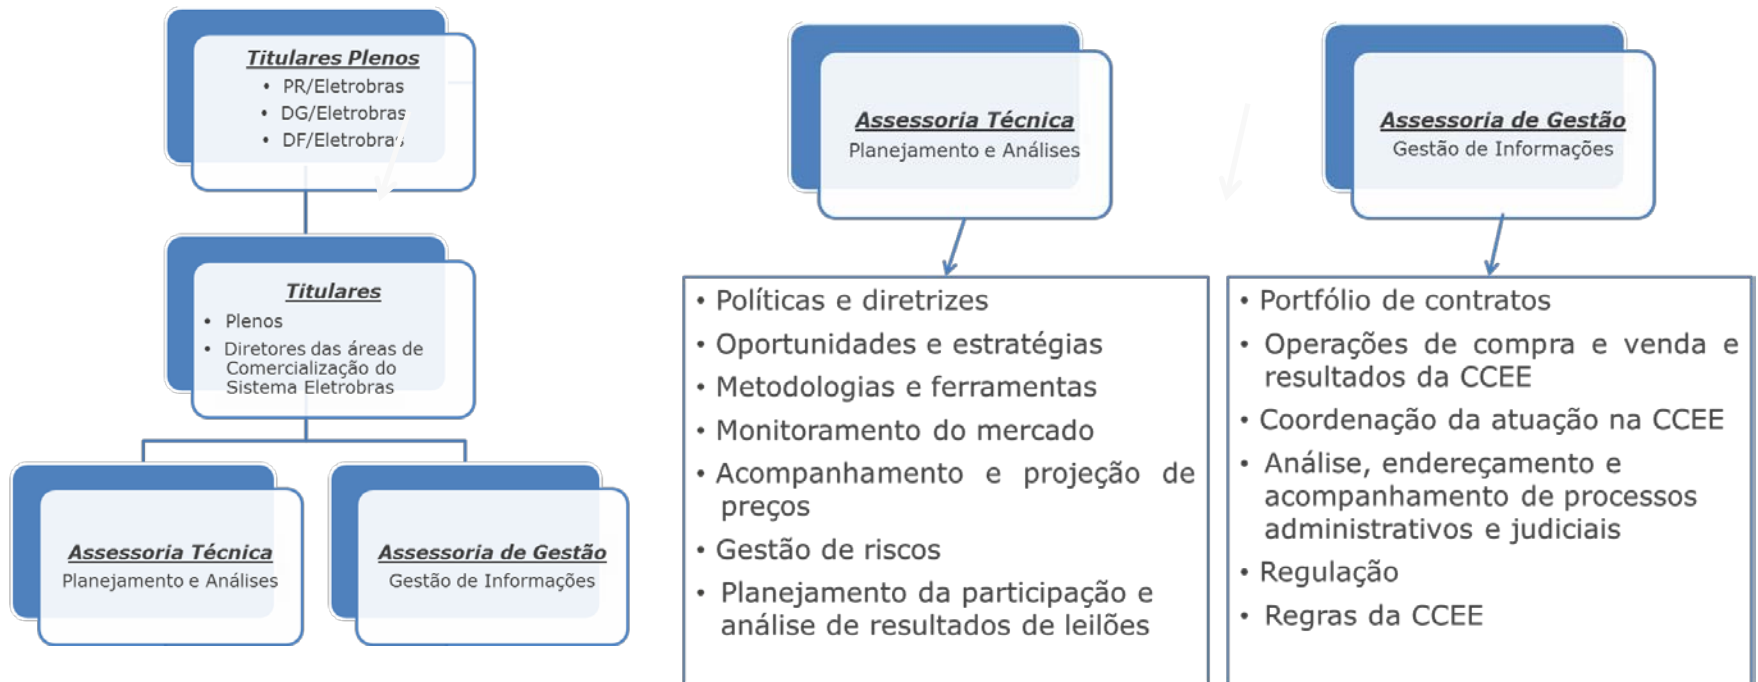 Titulares Plenos
• PR/Eletrobras
• DG/Eletrobras
• DF/Eletrobras
Titulares
• Plenos
• Diretores das áreas de
Comercialização do
Sistema Eletrobras
Assessoria Técnica
Planejamento e Análises
Assessoria de Gestão
Gestão de Informações
Assessoria Técnica
Planejamento e Análises
• Políticas e diretrizes
• Oportunidades e estratégias
• Metodologias e ferramentas
• Monitoramento do mercado
• Acompanhamento e projeção de
preços
• Gestão de riscos
• Planejamento da participação e
análise de resultados de leilões
Assessoria de Gestão
Gestão de Informações
• Portfólio de contratos
• Operações de compra e venda e
resultados da CCEE
• Coordenação da atuação na CCEE
• Análise, endereçamento e
acompanhamento de processos
administrativos e judiciais
• Regulação
• Regras da CCEE